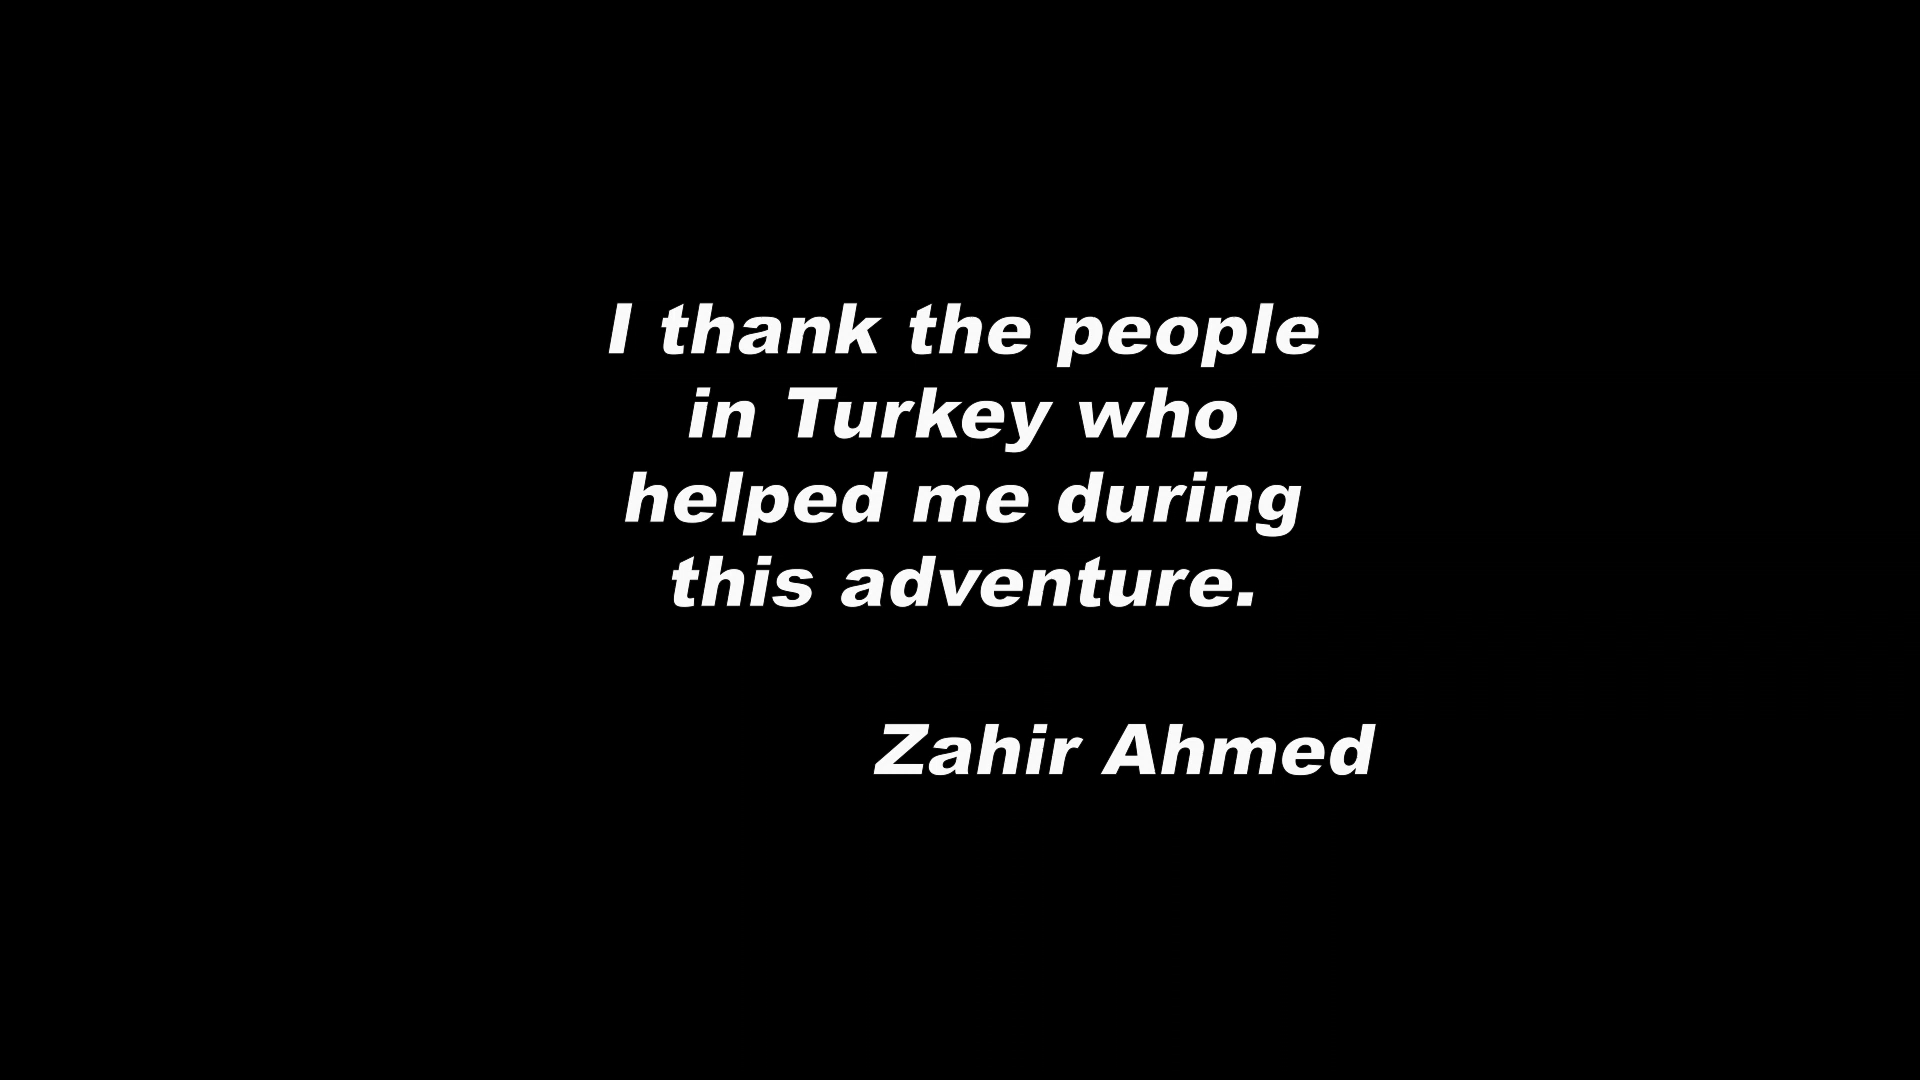 I thank the people
in Turkey who
helped me during
this adventure.
Zahir Ahmed